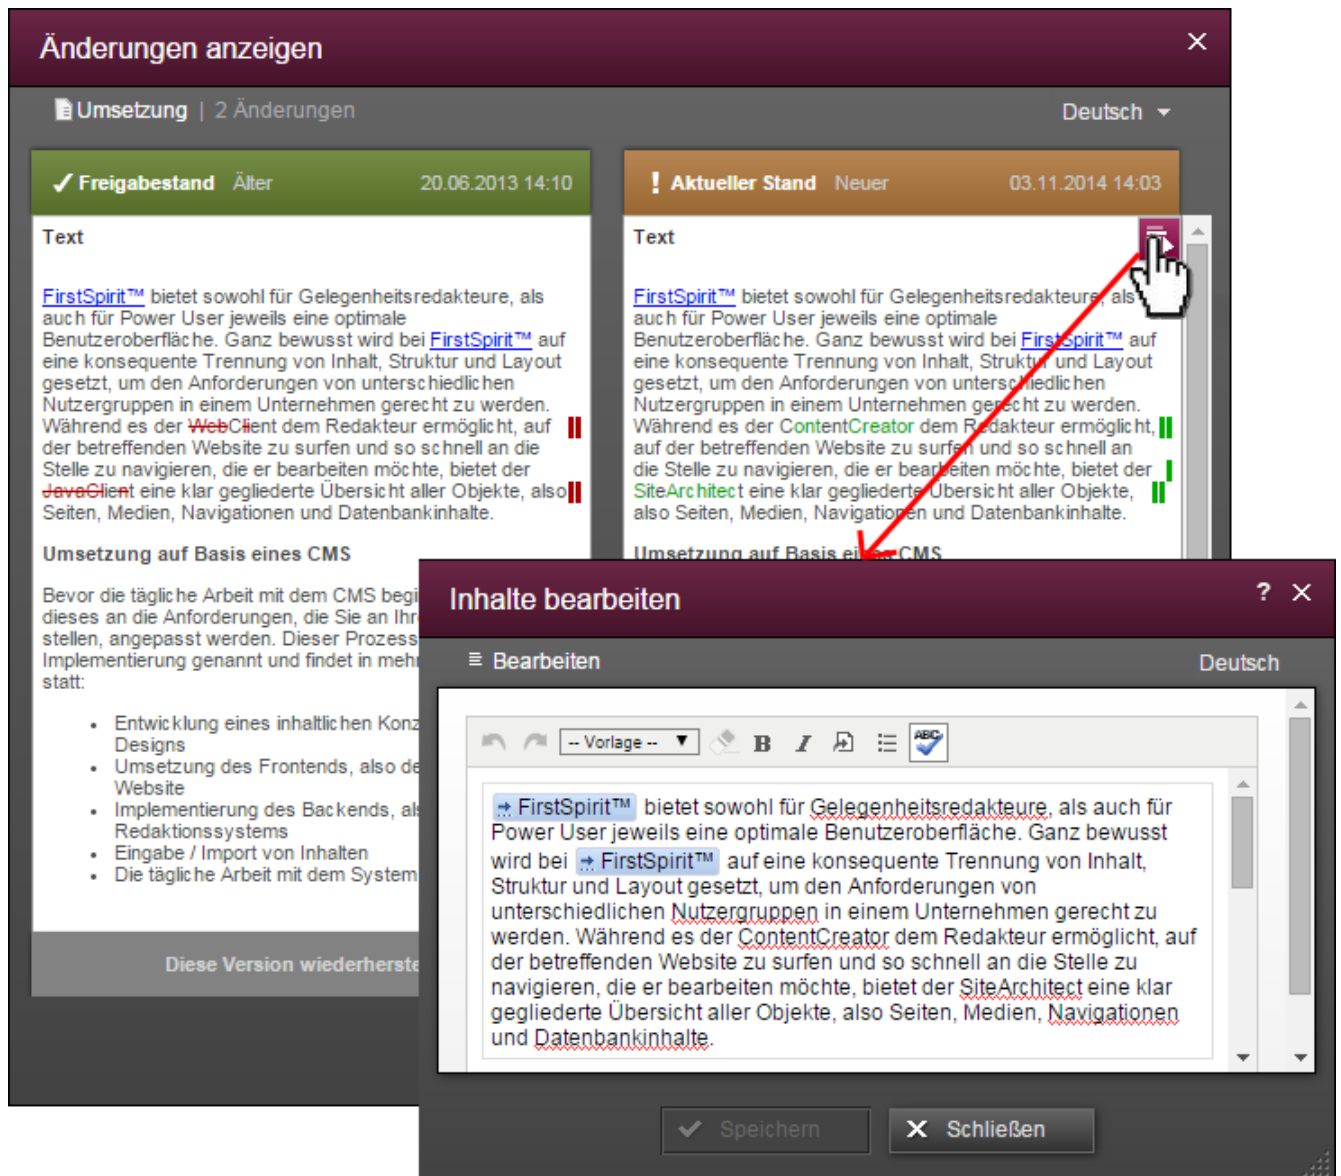 Änderungen anzeigen
Umsetzung | 2 Änderungen
Deutsch
Freigabestand Älter 20.06.2013 14:10
Text
FirstSpirit™ bietet sowohl für Gelegenheitsredakteure, als
auch für Power User jeweils eine optimale
Benutzeroberfläche. Ganz bewusst wird bei FirstSpirit™ auf
eine konsequente Trennung von Inhalt, Struktur und Layout
gesetzt, um den Anforderungen von unterschiedlichen
Nutzergruppen in einem Unternehmen gerecht zu werden.
Während es der WebClient dem Redakteur ermöglicht, auf
der betreffenden Website zu surfen und so schnell an die
Stelle zu navigieren, die er bearbeiten möchte, bietet der
JavaClient eine klar gegliederte Übersicht aller Objekte, also
Seiten, Medien, Navigationen und Datenbankinhalte.
Umsetzung auf Basis eines CMS
Bevor die tägliche Arbeit mit dem CMS begi
dieses an die Anforderungen, die Sie an Ihr
stellen, angepasst werden. Dieser Prozess
Implementierung genannt und findet in mehr
statt:
• Entwicklung eines inhaltlichen Konz
Designs
• Umsetzung des Frontends, also de
Website
• Implementierung des Backends, als
Redaktionssystems
• Eingabe / Import von Inhalten
• Die tägliche Arbeit mit dem System
Diese Version wiederherste
Aktueller Stand Neuer 03.11.2014 14:03
Text
FirstSpirit™ bietet sowohl für Gelegenheitsredakteure, als
auch für Power User jeweils eine optimale
Benutzeroberfläche. Ganz bewusst wird bei FirstSpirit™ auf
eine konsequente Trennung von Inhalt, Struktur und Layout
gesetzt, um den Anforderungen von unterschiedlichen
Nutzergruppen in einem Unternehmen gerecht zu werden.
Während es der ContentCreator dem Redakteur ermöglicht,
auf der betreffenden Website zu surfen und so schnell an
die Stelle zu navigieren, die er bearbeiten möchte, bietet der
SiteArchitect eine klar gegliederte Übersicht aller Objekte,
also Seiten, Medien, Navigationen und Datenbankinhalte.
Umsetzung auf Basis eines CMS
Inhalte bearbeiten ?
Bearbeiten Deutsch
-- Vorlage -- B I ABC
FirstSpirit™ bietet sowohl für Gelegenheitsredakteure, als auch für
Power User jeweils eine optimale Benutzeroberfläche. Ganz bewusst
wird bei FirstSpirit™ auf eine konsequente Trennung von Inhalt,
Struktur und Layout gesetzt, um den Anforderungen von
unterschiedlichen Nutzergruppen in einem Unternehmen gerecht zu
werden. Während es der ContentCreator dem Redakteur ermöglicht, auf
der betreffenden Website zu surfen und so schnell an die Stelle zu
navigieren, die er bearbeiten möchte, bietet der SiteArchitect eine klar
gegliederte Übersicht aller Objekte, also Seiten, Medien, Navigationen
und Datenbankinhalte.
Speichern
Schließen